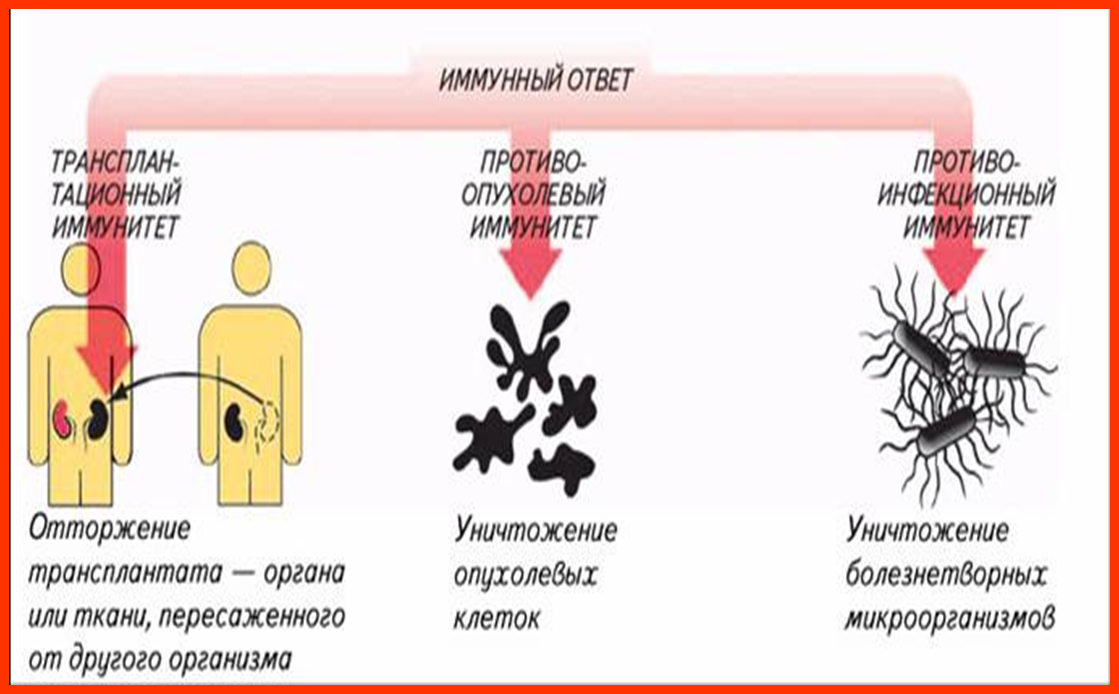 ИММУННЫЙ ОТВЕТ
ТРАНСПЛАН-
ТАЦИОННЫЙ
ИММУНИТЕТ
ПРОТИВО-
ОПУХОЛЕВЫЙ
ИММУНИТЕТ
ПРОТИВО-
ИНФЕКЦИОННЫЙ
ИММУНИТЕТ
Отторжение
трансплантата — органа
или ткани, пересаженного
от другого организма
Уничтожение
опухолевых
клеток
Уничтожение
болезнетворных
микроорганизмов